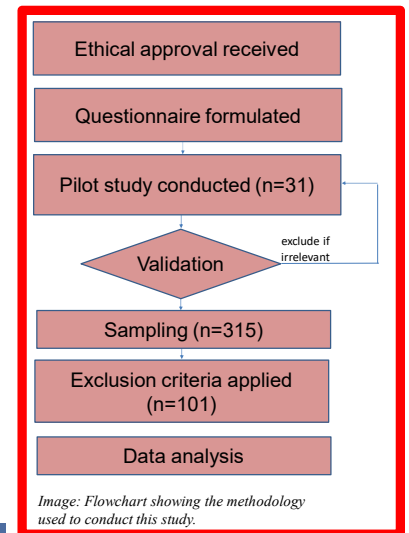 Ethical approval received
Questionnaire formulated
Pilot study conducted (n=31)
exclude if
irrelevant
Validation
Sampling (n=315)
Exclusion criteria applied
(n=101)
Data analysis
Image: Flowchart showing the methodology
used to conduct this study.